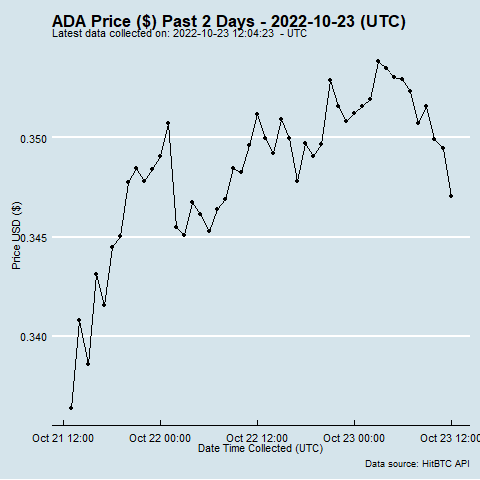 ADA Price ($) Past 2 Days - 2022-10-23 (UTC)
Latest data collected on: 2022-10-23 12:04:23 - UTC
Price USD ($)
0.350
0.345
0.340
Oct 21 12:00
Oct 22 00:00
Oct 22 12:00
Oct 23 00:00
Oct 23 12:00
Date Time Collected (UTC)
Data source: HitBTC API